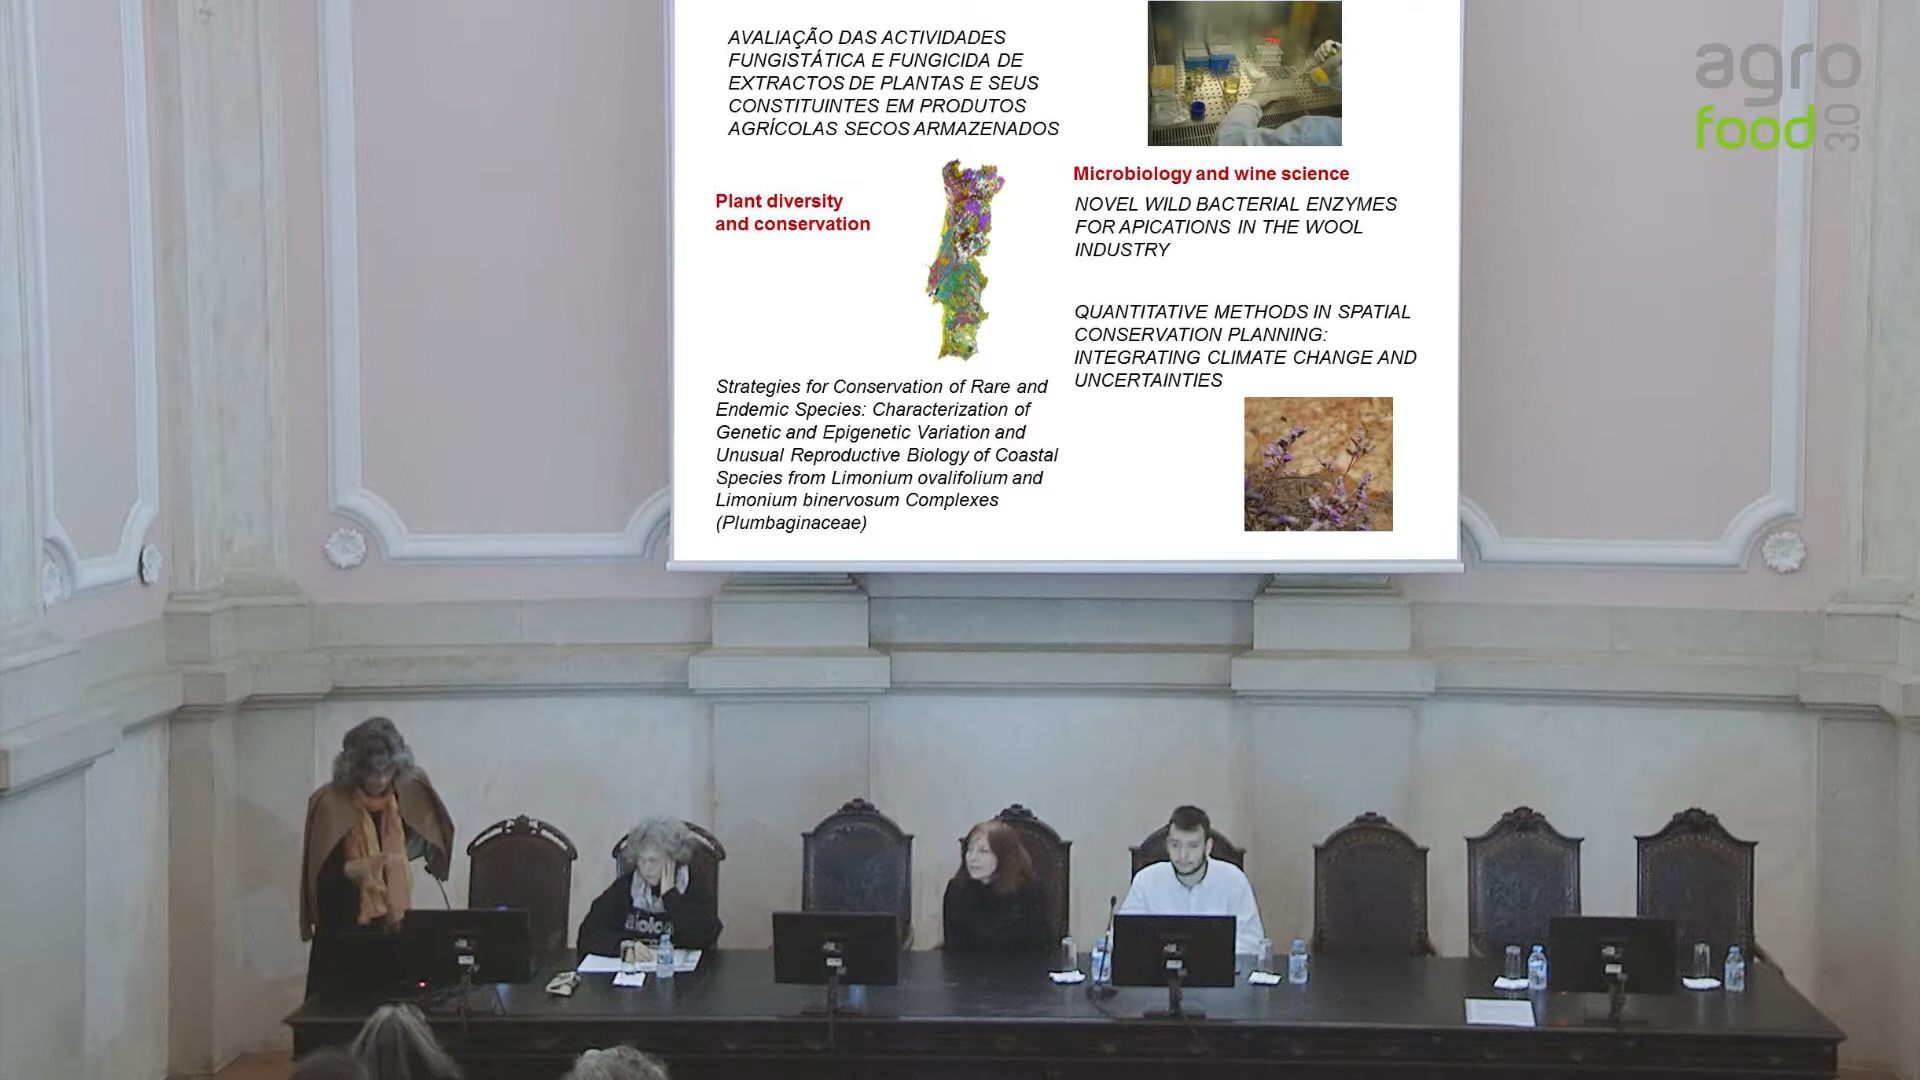 AVALIAÇÃO DAS ACTIVIDADES
FUNGISTÁTICA E FUNGICIDA DE
EXTRACTOS DE PLANTAS E SEUS
CONSTITUINTES EM PRODUTOS
AGRÍCOLAS SECOS ARMAZENADOS
Plant diversity
and conservation
Strategies for Conservation of Rare and
Endemic Species: Characterization of
Genetic and Epigenetic Variation and
Unusual Reproductive Biology of Coastal
Species from Limonium ovalifolium and
Limonium binervosum Complexes
(Plumbaginaceae)
Microbiology and wine science
NOVEL WILD BACTERIAL ENZYMES
FOR APICATIONS IN THE WOOL
INDUSTRY
QUANTITATIVE METHODS IN SPATIAL
CONSERVATION PLANNING:
INTEGRATING CLIMATE CHANGE AND
UNCERTAINTIES
agro
food 3.0